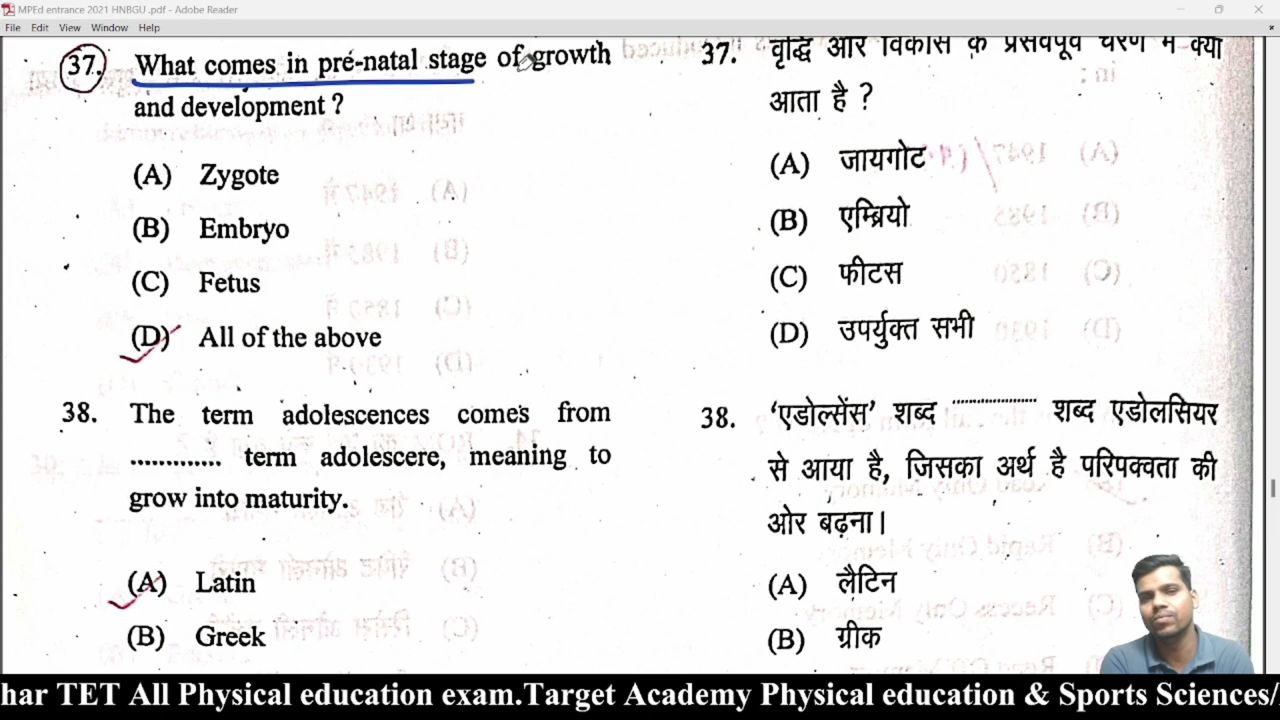 MPEd entrance 2021 HNBGU .pdf - Adobe Reader
File Edit View Window Help
37. What comes in pré-natal stage of growth
and development ?
(A) Zygote
(B) Embryo
(C) Fetus
(D) All of the above
38. The term adolescences comes from
............. term adolescere, meaning to
grow into maturity.
(A) Latin
(B) Greek
37. वृद्धि और विकास के प्रसवपूर्व चरण में क्या
आता है ?
(A) जायगोट
(B) एम्ब्रियो
(C) फीटस
(D) उपर्युक्त सभी
38. 'एडोल्सेंस' शब्द .................... शब्द एडोलसियर
से आया है, जिसका अर्थ है परिपक्वता की
ओर बढ़ना।
(A) लैटिन
(B) ग्रीक
har TET All Physical education exam.Target Academy Physical education & Sports Sciences/